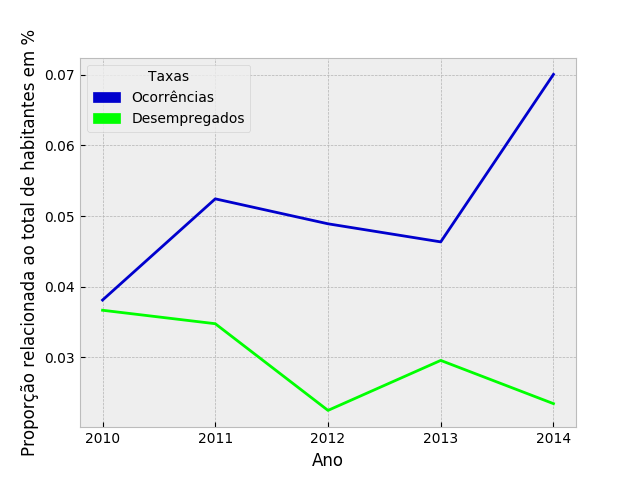 Proporção relacionada ao total de habitantes em %
0.07
0.06
0.05
0.04
0.03
Taxas
Ocorrências
Desempregados
2010 2011 2012 2013 2014
Ano